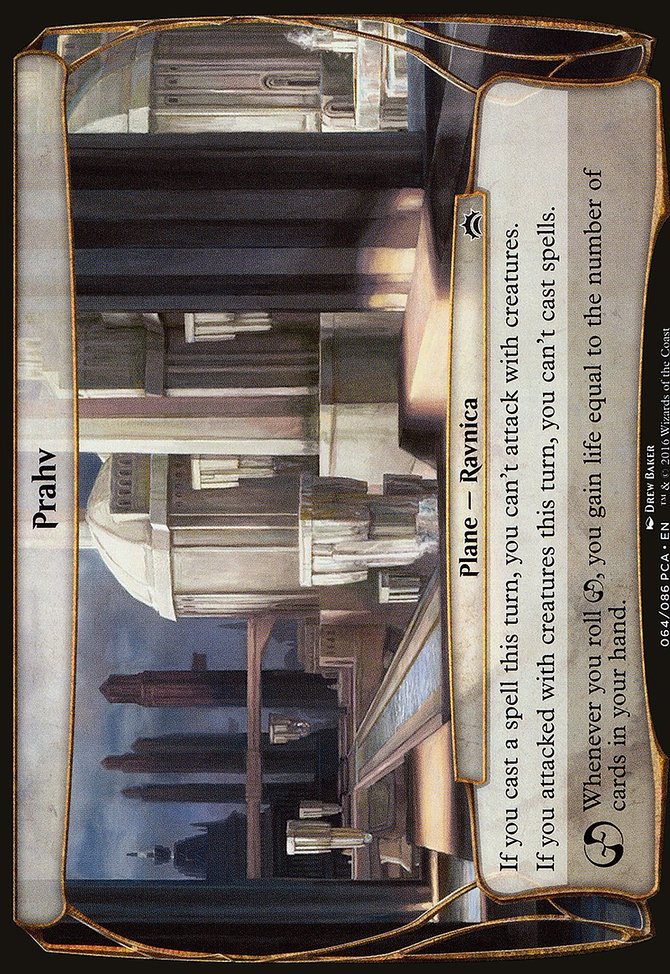 Prahv
Plane — Ravnica
If you cast a spell this turn, you can't attack with creatures.
If you attacked with creatures this turn, you can't cast spells.
Whenever you roll , you gain life equal to the number of
cards in your hand.
Drew Baker
064/086 PCA • EN ™ & © 2016 Wizards of the Coast